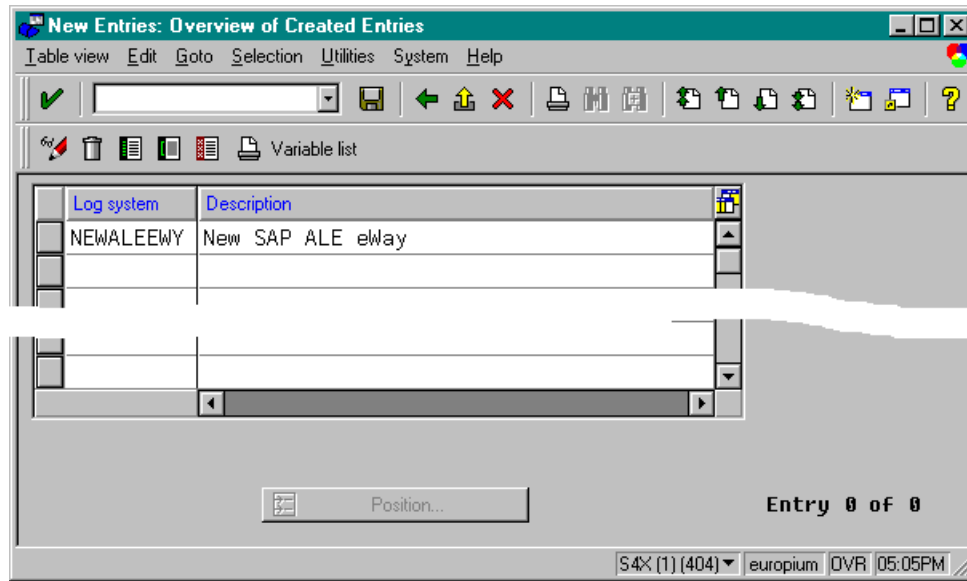 New Entries: Overview of Created Entries
Table view Edit Goto Selection Utilities System Help
Variable list
Log system Description
NEWALEEWY New SAP ALE eWay
Position...
Entry 0 of 0
S4X (1) (404) europium OVR 05:05PM